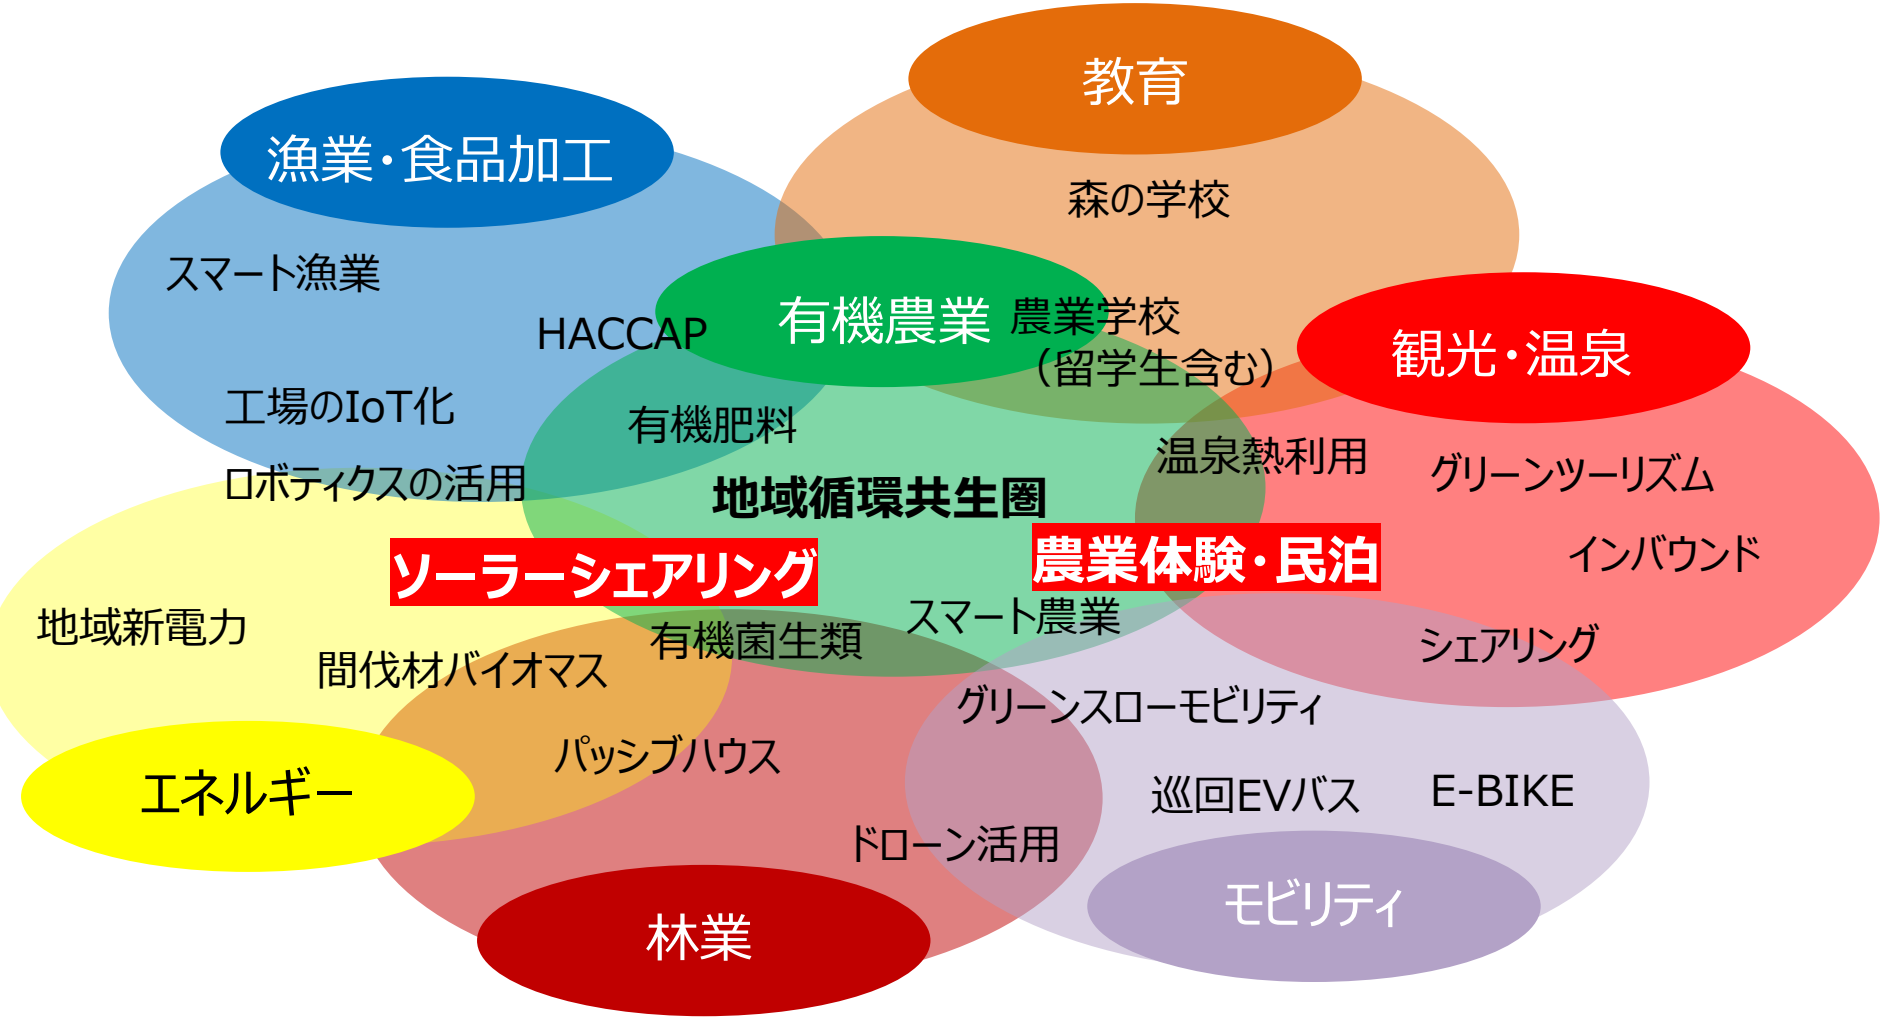 教育
漁業・食品加工
森の学校
スマート漁業
有機農業
農業学校
（留学生含む）
HACCAP
観光・温泉
工場のIoT化
有機肥料
温泉熱利用
グリーンツーリズム
ロボティクスの活用
地域循環共生圏
ソーラーシェアリング
農業体験・民泊
インバウンド
地域新電力
有機菌生類
スマート農業
シェアリング
間伐材バイオマス
グリーンスローモビリティ
パッシブハウス
エネルギー
巡回EVバス
E-BIKE
ドローン活用
モビリティ
林業